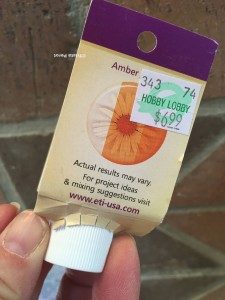 Amber
343 74
HOBBY LOBBY
$6.99
Actual results may vary.
For project ideas
& mixing suggestions visit
www.eti-usa.com